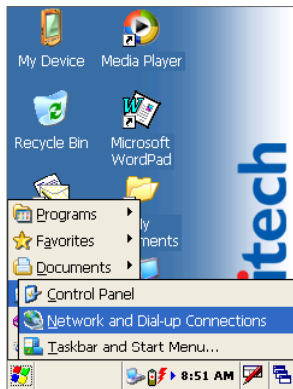 My Device Media Player
Recycle Bin Microsoft
WordPad
itech
Programs
Favorites
Documents
ments
Control Panel
Network and Dial-up Connections
Taskbar and Start Menu...
8:51 AM